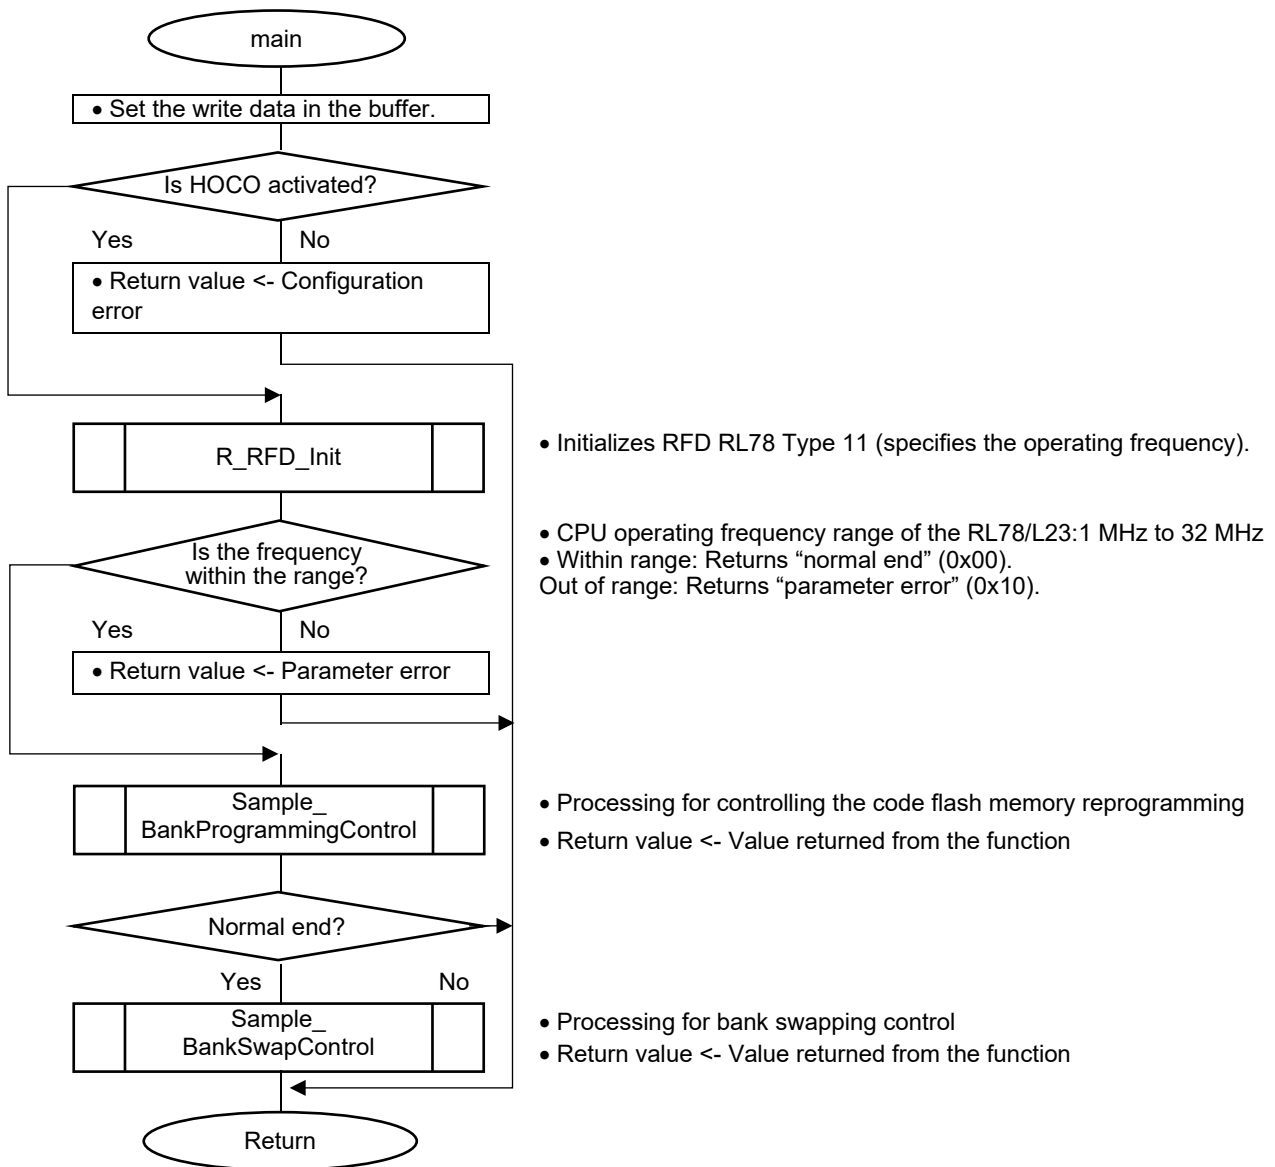 main
• Set the write data in the buffer.
Is HOCO activated?
Yes
No
• Return value <- Configuration
error
R_RFD_Init
• Initializes RFD RL78 Type 11 (specifies the operating frequency).
Is the frequency
within the range?
• CPU operating frequency range of the RL78/L23:1 MHz to 32 MHz
• Within range: Returns “normal end” (0x00).
Out of range: Returns “parameter error” (0x10).
Yes
No
• Return value <- Parameter error
Sample_
BankProgrammingControl
• Processing for controlling the code flash memory reprogramming
• Return value <- Value returned from the function
Normal end?
Yes
No
Sample_
BankSwapControl
• Processing for bank swapping control
• Return value <- Value returned from the function
Return